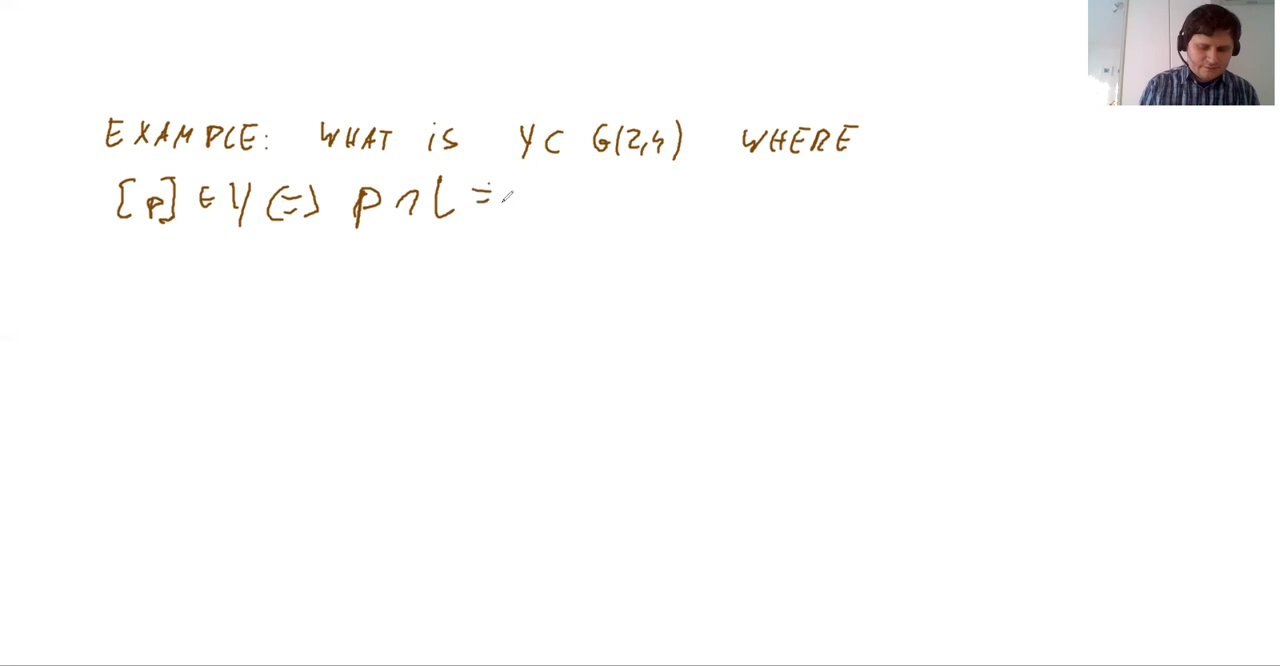 EXAMPLE: WHAT IS Y ⊂ G(2,4) WHERE
[P] ∈ Y ⇔ P ∩ L =